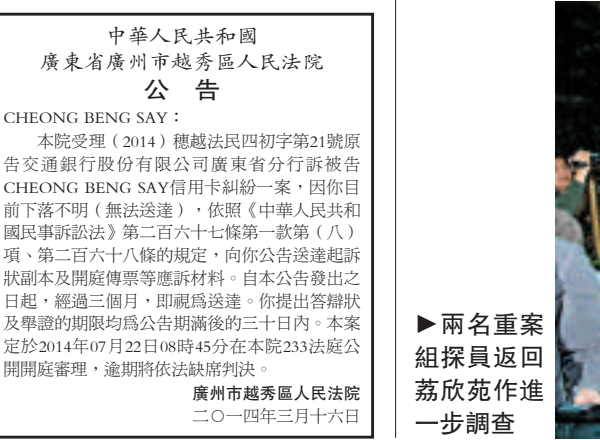 中華人民共和國
廣東省廣州市越秀區人民法院
公 告
CHEONG BENG SAY：
本院受理（2014）穗越法民四初字第21號原
告交通銀行股份有限公司廣東省分行訴被告
CHEONG BENG SAY信用卡糾紛一案，因你目
前下落不明（無法送達），依照《中華人民共和
國民事訴訟法》第二百六十七條第一款第（八）
項、第二百六十八條的規定，向你公告送達起訴
狀副本及開庭傳票等應訴材料。自本公告發出之
日起，經過三個月，即視爲送達。你提出答辯狀
及舉證的期限均爲公告期滿後的三十日內。本案
定於2014年07月22日08時45分在本院233法庭公
開開庭審理，逾期將依法缺席判決。
廣州市越秀區人民法院
二○一四年三月十六日
▶兩名重案
組探員返回
荔欣苑作進
一步調查